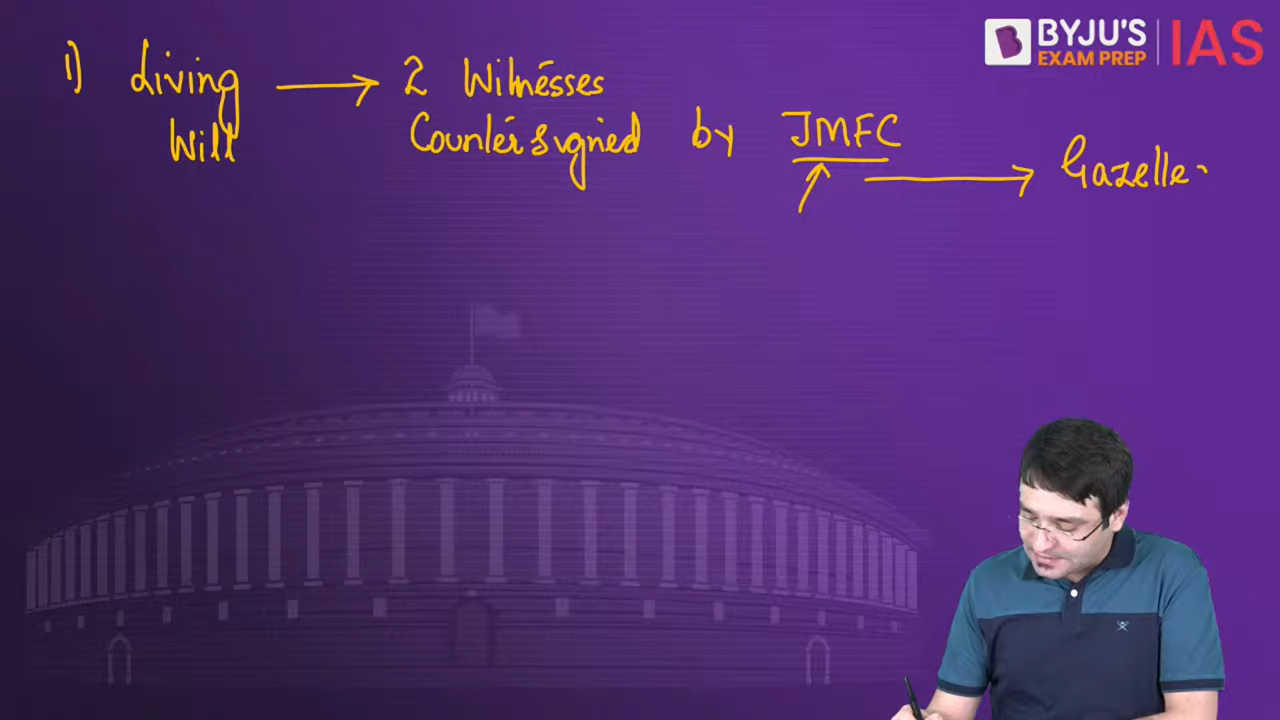 BYJU'S IAS
EXAM PREP
1) Living → 2 Witnesses
Will Countersigned by JMFC → Gazette